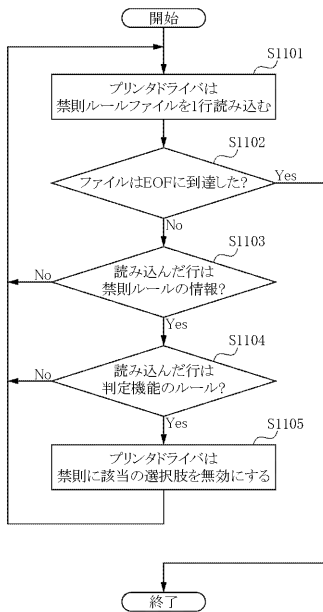 開始
S1101
プリンタドライバは
禁則ルールファイルを1行読み込む
S1102
ファイルはEOFに到達した?
Yes
No
S1103
読み込んだ行は
禁則ルールの情報?
No
Yes
S1104
読み込んだ行は
判定機能のルール?
No
Yes
S1105
プリンタドライバは
禁則に該当の選択肢を無効にする
終了